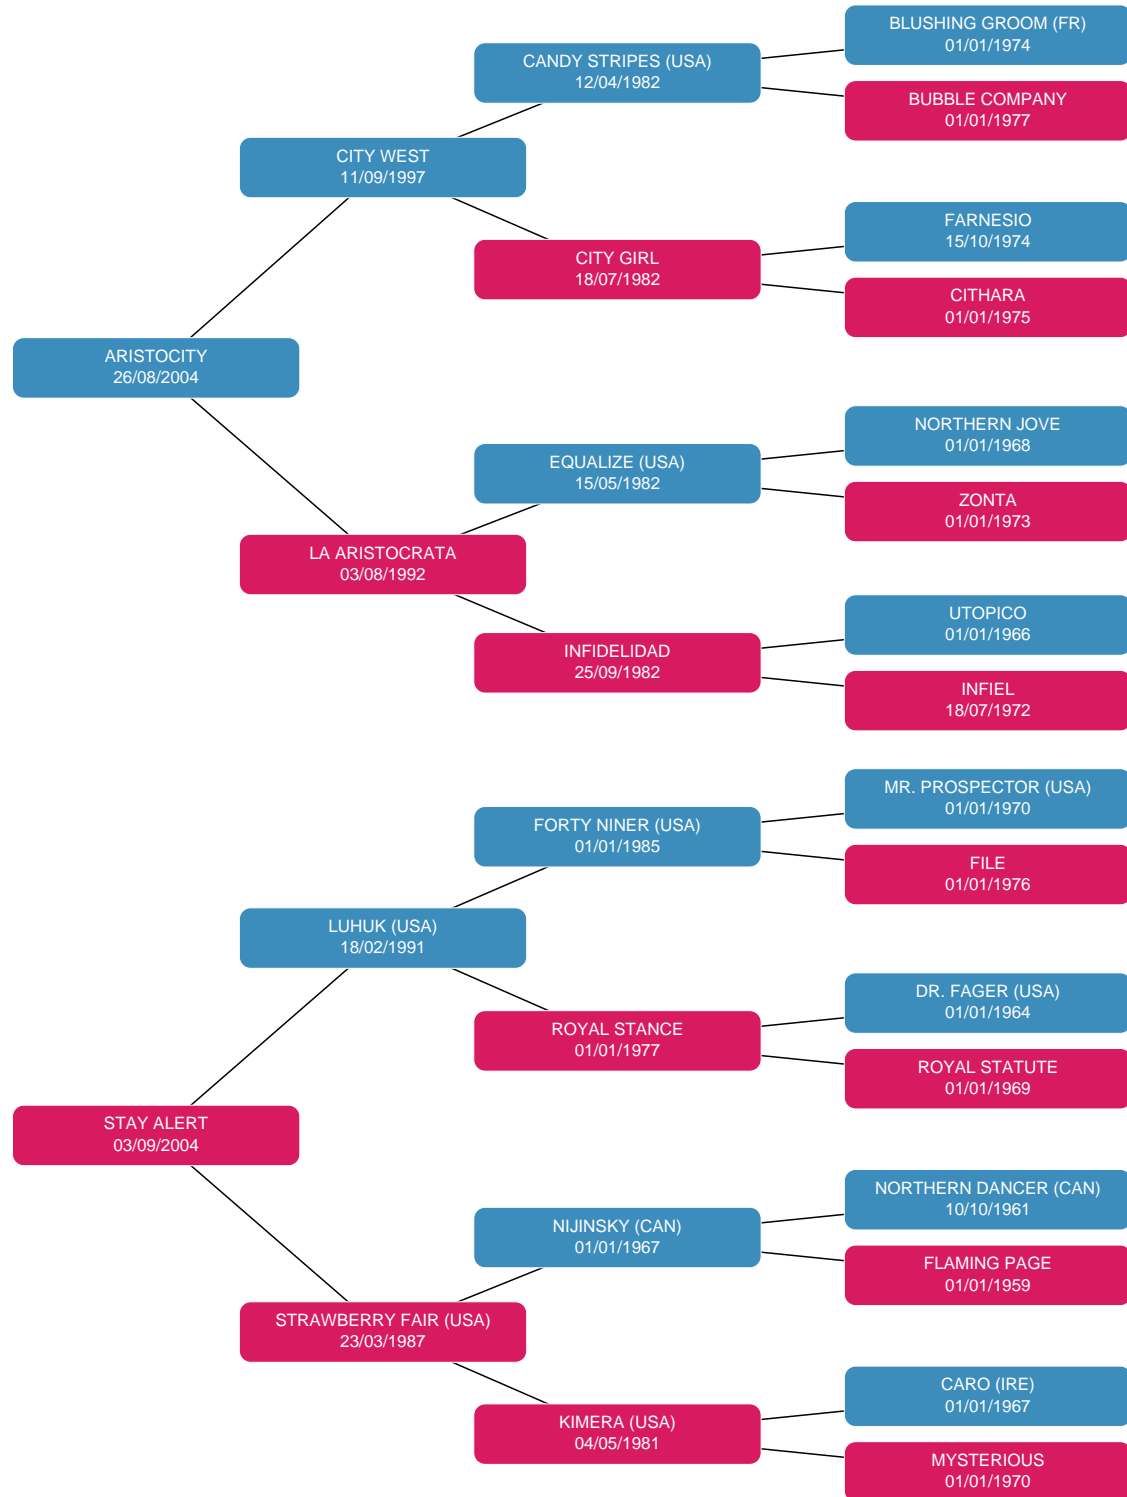 BLUSHING GROOM (FR)
01/01/1974
CANDY STRIPES (USA)
12/04/1982
BUBBLE COMPANY
01/01/1977
CITY WEST
11/09/1997
FARNESIO
15/10/1974
CITY GIRL
18/07/1982
CITHARA
01/01/1975
ARISTOCITY
26/08/2004
NORTHERN JOVE
01/01/1968
EQUALIZE (USA)
15/05/1982
ZONTA
01/01/1973
LA ARISTOCRATA
03/08/1992
UTOPICO
01/01/1966
INFIDELIDAD
25/09/1982
INFIEL
18/07/1972
MR. PROSPECTOR (USA)
01/01/1970
FORTY NINER (USA)
01/01/1985
FILE
01/01/1976
LUHUK (USA)
18/02/1991
DR. FAGER (USA)
01/01/1964
ROYAL STANCE
01/01/1977
ROYAL STATUTE
01/01/1969
STAY ALERT
03/09/2004
NORTHERN DANCER (CAN)
10/10/1961
NIJINSKY (CAN)
01/01/1967
FLAMING PAGE
01/01/1959
STRAWBERRY FAIR (USA)
23/03/1987
CARO (IRE)
01/01/1967
KIMERA (USA)
04/05/1981
MYSTERIOUS
01/01/1970